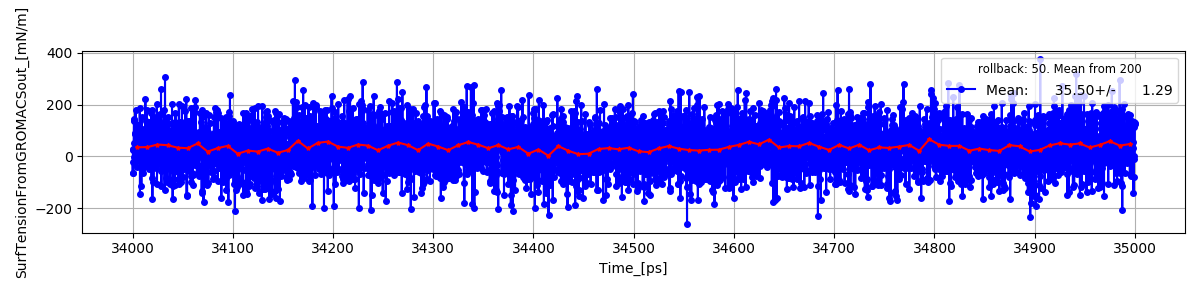 SurfTensionFromGROMACSout_[mN/m]
400
200
0
−200
rollback: 50. Mean from 200
Mean: 35.50+/- 1.29
34000 34100 34200 34300 34400 34500 34600 34700 34800 34900 35000
Time_[ps]